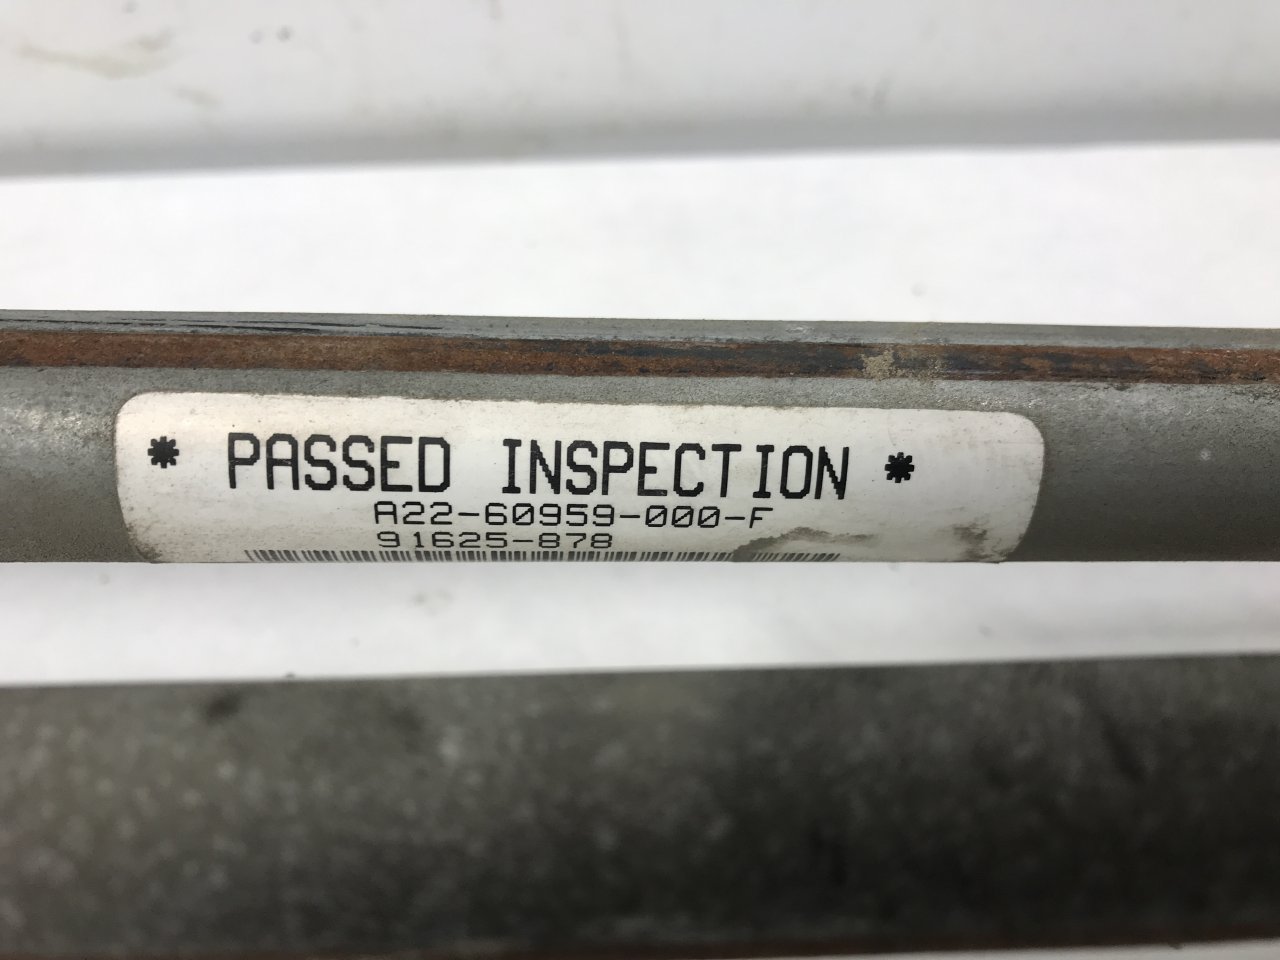 * PASSED INSPECTION *
A22-60959-000-F
91625-878